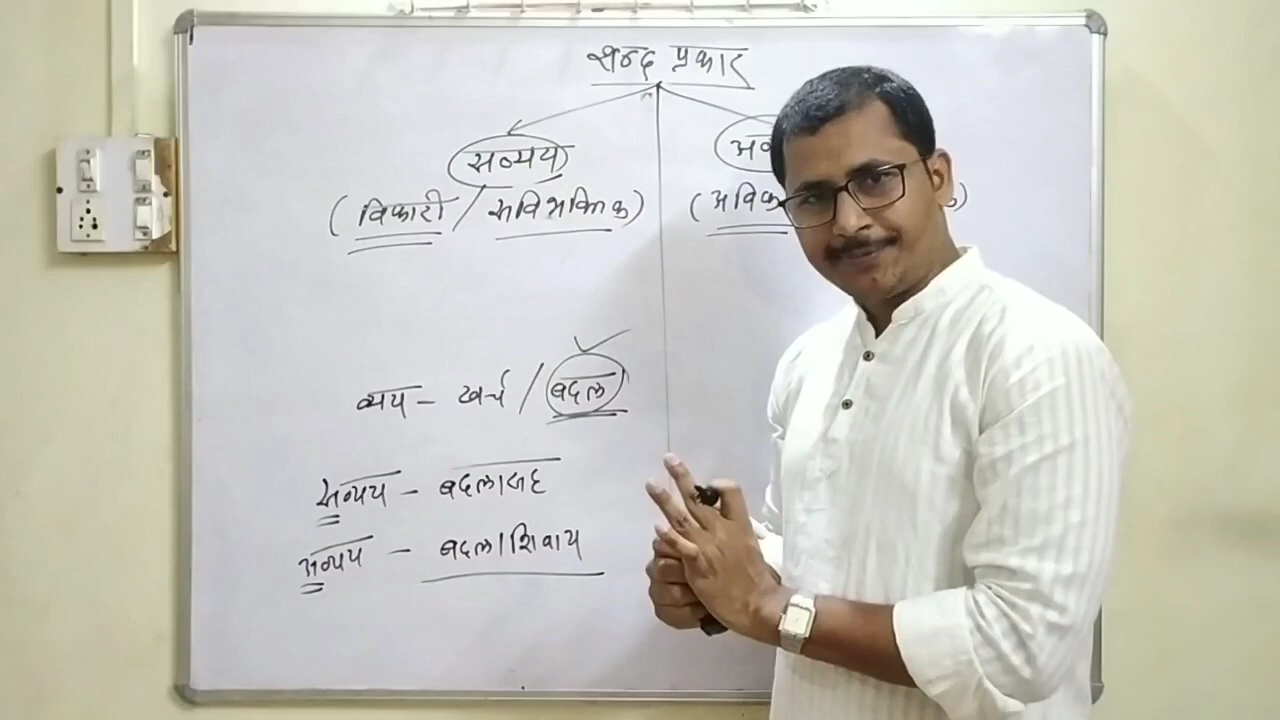 शब्द प्रकार
सव्यय
(विकारी / सविभक्तिक)
व्यय - खर्च / बदल
सव्यय - बदलासह
अव्यय - बदलाशिवाय